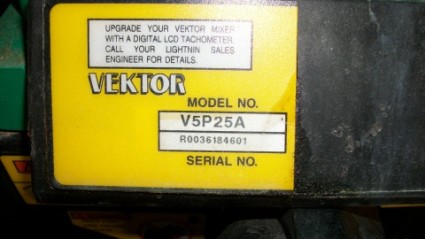 UPGRADE YOUR VEKTOR MIXER
WITH A DIGITAL LCD TACHOMETER.
CALL YOUR LIGHTNIN SALES
ENGINEER FOR DETAILS.
VEKTOR
MODEL NO.
V5P25A
R0036184601
SERIAL NO.